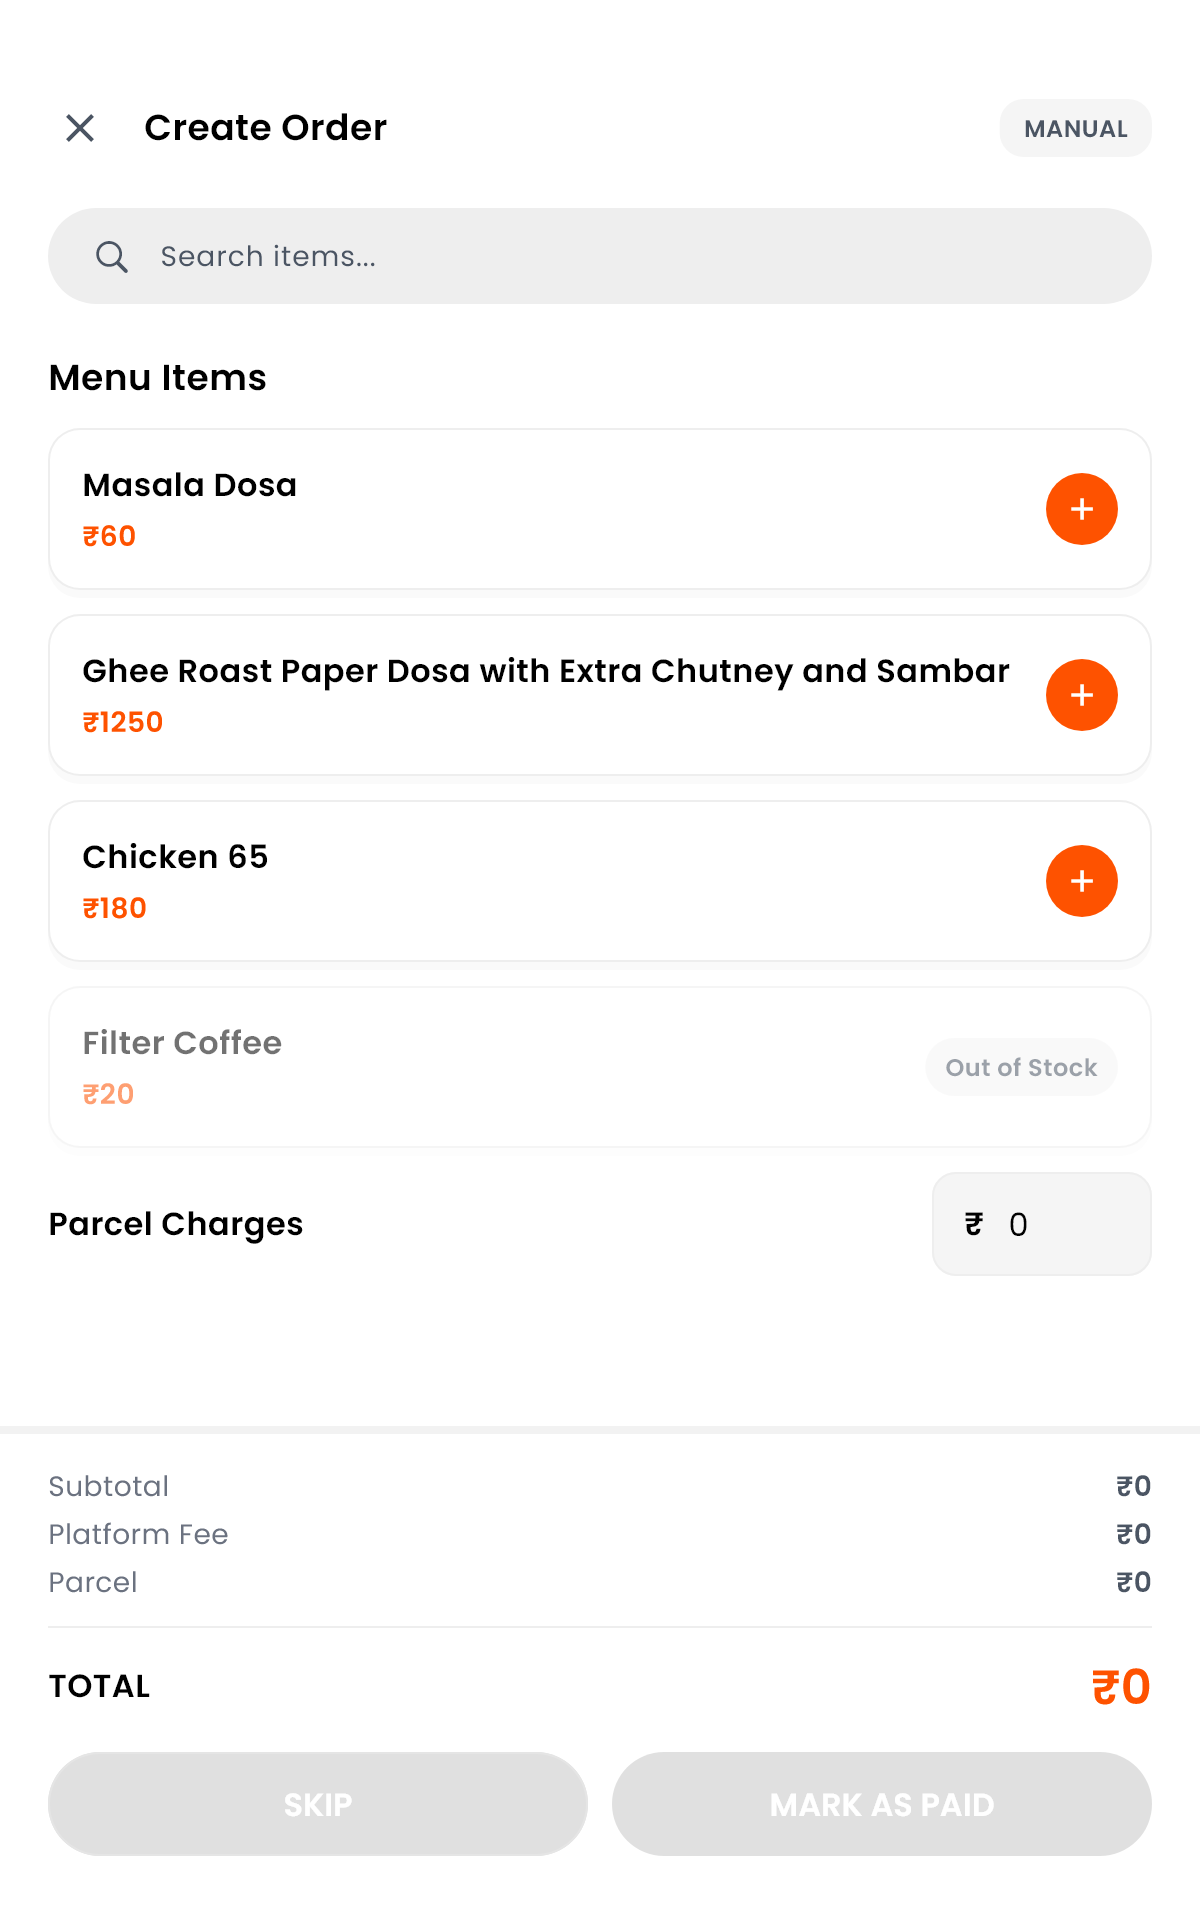 Create Order
MANUAL
Search items...
Menu Items
Masala Dosa
₹60
Ghee Roast Paper Dosa with Extra Chutney and Sambar
₹1250
Chicken 65
₹180
Filter Coffee
₹20
Out of Stock
Parcel Charges
₹ 0
Subtotal ₹0
Platform Fee ₹0
Parcel ₹0
TOTAL ₹0
SKIP
MARK AS PAID